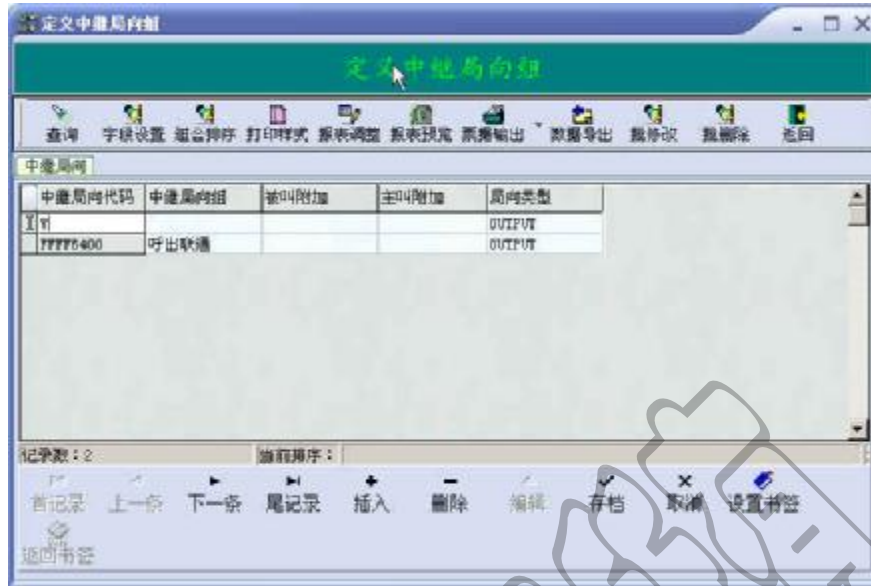 定义中继局向组
定义中继局向组
查询 字段设置 组合排序 打印样式 报表调整 报表预览 票据输出 数据导出 批修改 批删除 返回
中继局向
中继局向代码 中继局向组 被叫附加 主叫附加 局向类型
OUTPUT
FFFF6400 呼出联通 OUTPUT
记录数:2 当前排序:
首记录 上一条 下一条 尾记录 插入 删除 编辑 存档 取消 设置书签
返回书签